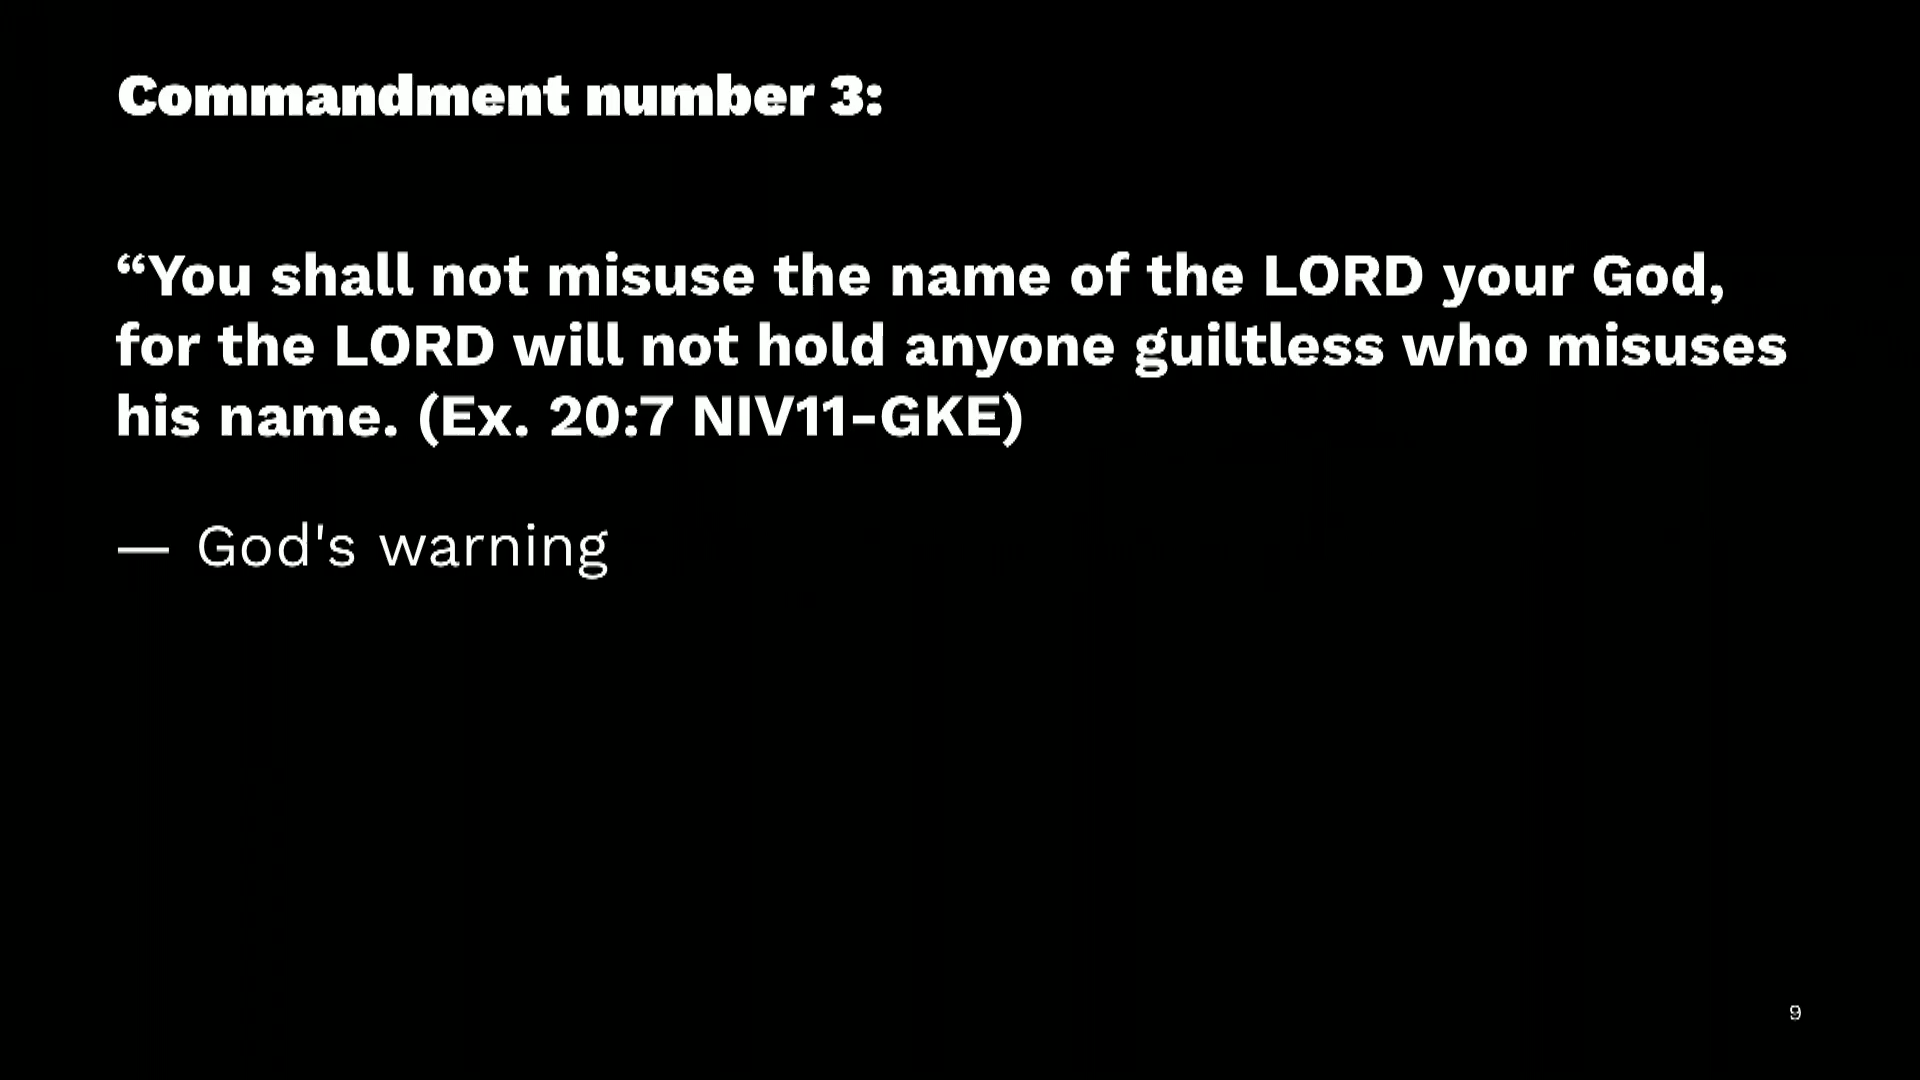 Commandment number 3:
“You shall not misuse the name of the LORD your God,
for the LORD will not hold anyone guiltless who misuses
his name. (Ex. 20:7 NIV11-GKE)
— God's warning
9